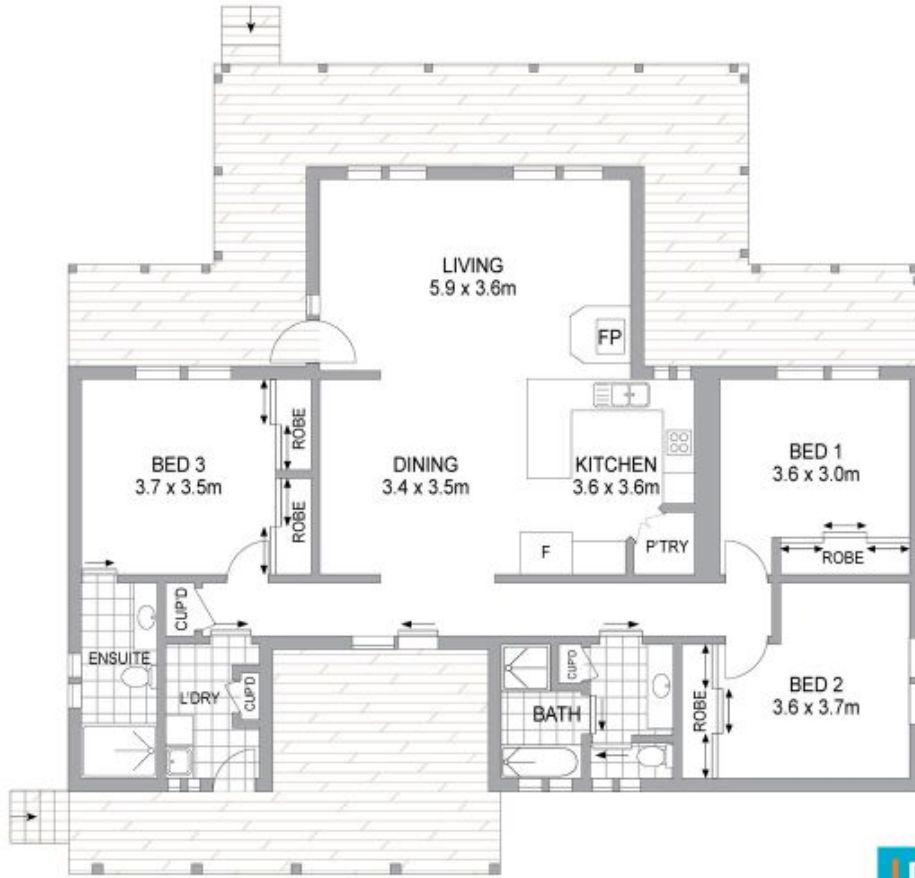 LIVING
5.9 x 3.6m
FP
ROBE
BED 3
3.7 x 3.5m
DINING
3.4 x 3.5m
KITCHEN
3.6 x 3.6m
BED 1
3.6 x 3.0m
ROBE
F
P'TRY
ROBE
CUP'D
ENSUITE
L'DRY
CUP'D
CUP'D
BATH
ROBE
BED 2
3.6 x 3.7m